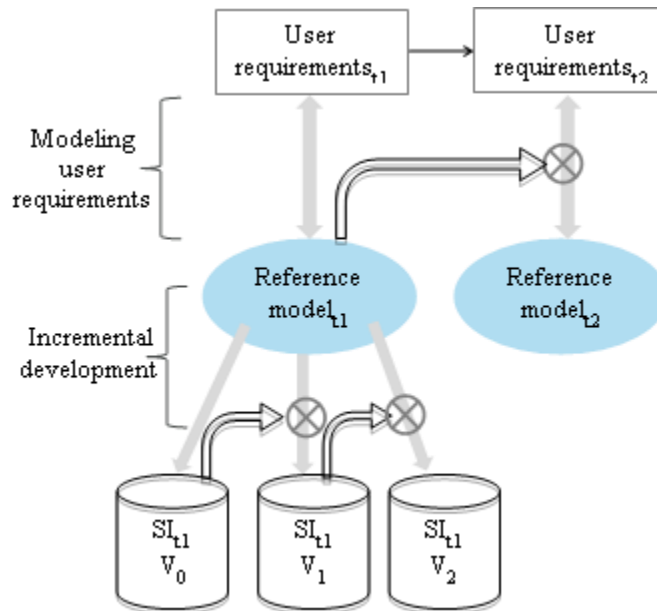 User
requirements_t1
User
requirements_t2
Modeling
user
requirements
Reference
model_t1
Reference
model_t2
Incremental
development
SI_t1
V_0
SI_t1
V_1
SI_t1
V_2